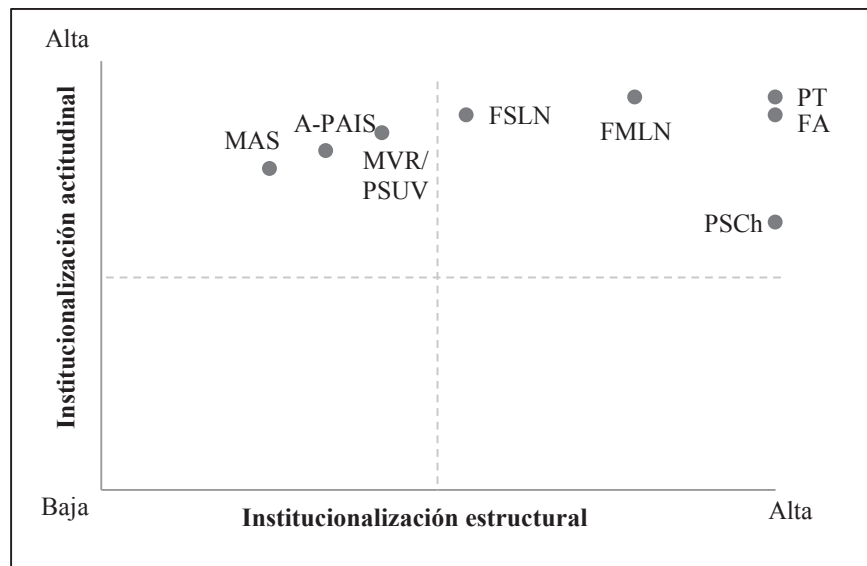 Alta
Institucionalización actitudinal
MAS
A-PAIS
MVR/
PSUV
FSLN
FMLN
PT
FA
PSCh
Baja
Institucionalización estructural
Alta